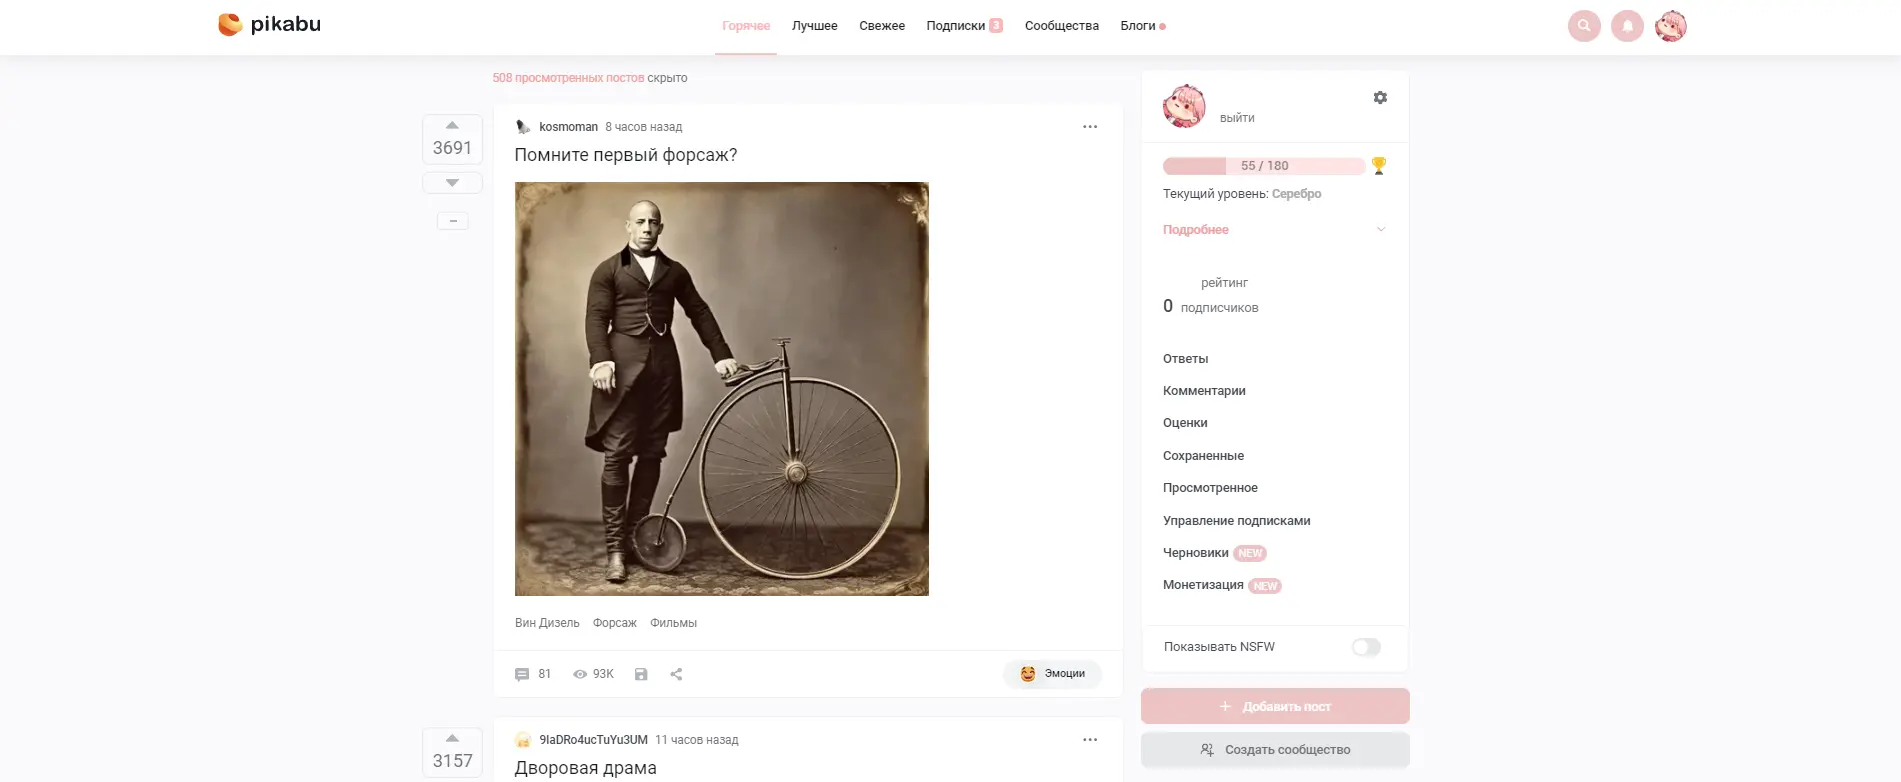 pikabu
Горячее
Лучшее
Свежее
Подписки 3
Сообщества
Блоги
508 просмотренных постов скрыто
3691
kosmoman 8 часов назад
Помните первый форсаж?
Вин Дизель Форсаж Фильмы
81
93K
Эмоции
3157
9laDRo4ucTuYu3UM 11 часов назад
Дворовая драма
выйти
55 / 180
Текущий уровень: Серебро
Подробнее
рейтинг
0 подписчиков
Ответы
Комментарии
Оценки
Сохраненные
Просмотренное
Управление подписками
Черновики NEW
Монетизация NEW
Показывать NSFW
Добавить пост
Создать сообщество